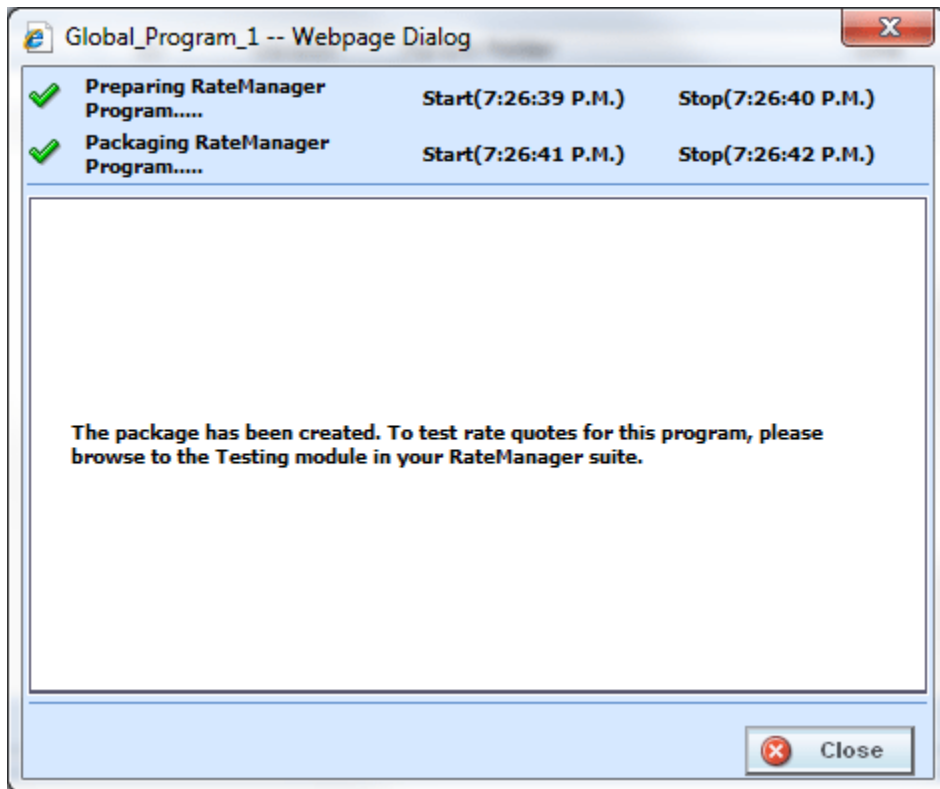 Global_Program_1 -- Webpage Dialog
Preparing RateManager
Program..... Start(7:26:39 P.M.) Stop(7:26:40 P.M.)
Packaging RateManager
Program..... Start(7:26:41 P.M.) Stop(7:26:42 P.M.)
The package has been created. To test rate quotes for this program, please
browse to the Testing module in your RateManager suite.
Close